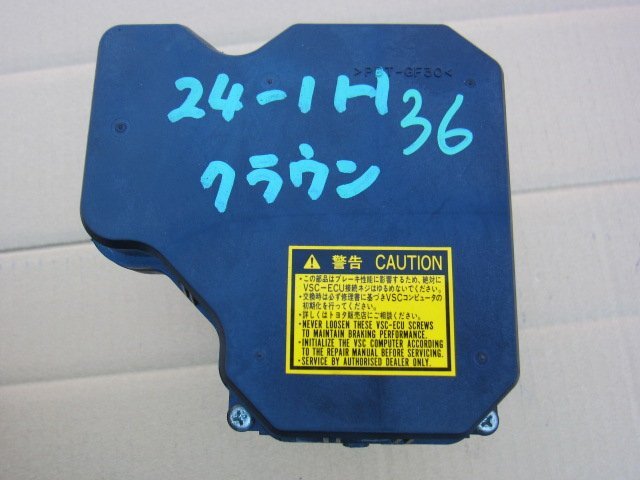 >PBT-GF30<
24-1H 36
クラウン
⚠ 警告 CAUTION
・この部品はブレーキ性能に影響するため、絶対に
VSC-ECU接続ネジはゆるめないでください。
・交換時は必ず修理書に基づきVSCコンピュータの
初期化を行ってください。
・詳しくはトヨタ販売店にご相談ください。
・NEVER LOOSEN THESE VSC-ECU SCREWS
TO MAINTAIN BRAKING PERFORMANCE.
・INITIALIZE THE VSC COMPUTER ACCORDING
TO THE REPAIR MANUAL BEFORE SERVICING.
・SERVICE BY AUTHORISED DEALER ONLY.